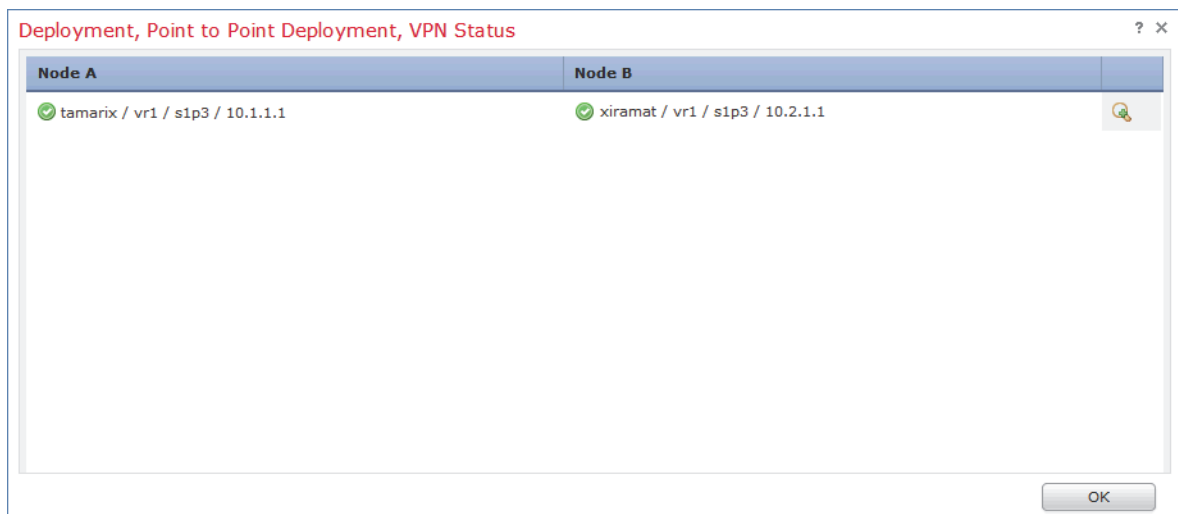 Deployment, Point to Point Deployment, VPN Status ? ×
Node A Node B
tamarix / vr1 / s1p3 / 10.1.1.1 xiramat / vr1 / s1p3 / 10.2.1.1
OK